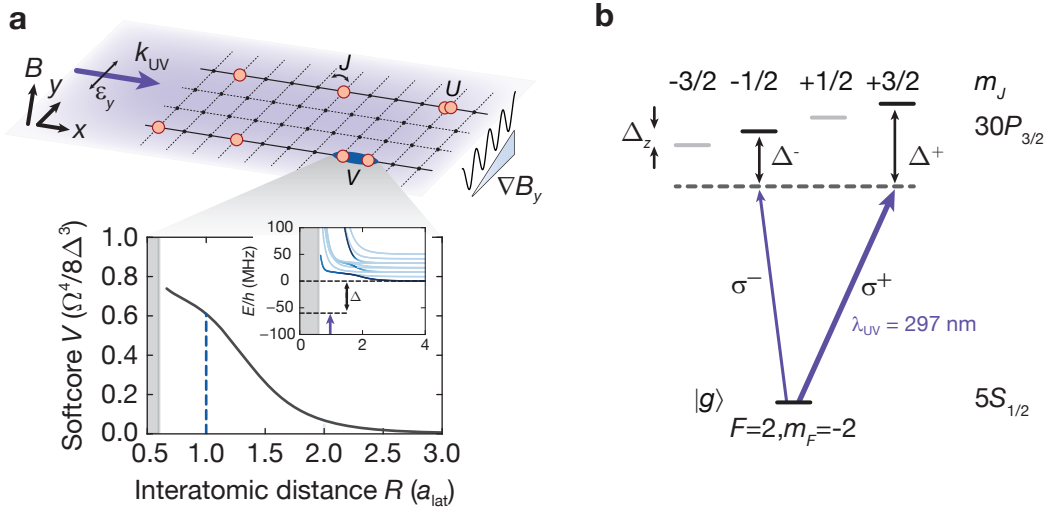 a
k_UV
B
y
ε_y
x
J
U
V
∇B_y
1.0
0.8
0.6
0.4
0.2
0.0
0.5 1.0 1.5 2.0 2.5 3.0
Softcore V (Ω⁴/8Δ³)
Interatomic distance R (a_lat)
100
50
0
−50
−100
0 2 4
E/h (MHz)
Δ
b
-3/2 -1/2 +1/2 +3/2 m_J
30P_3/2
Δ_z
Δ⁻
Δ⁺
σ⁻
σ⁺
λ_UV = 297 nm
|g⟩
5S_1/2
F=2,m_F=-2